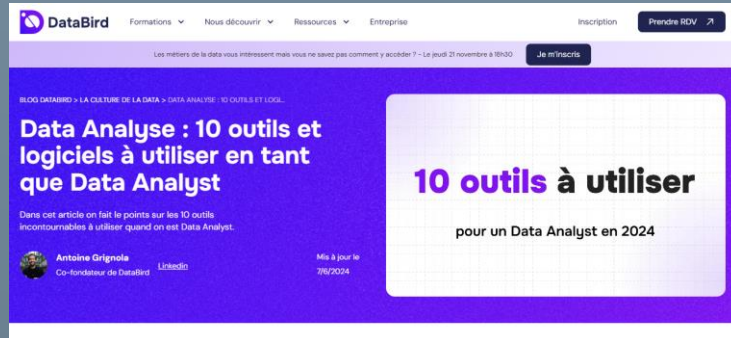 DataBird
Formations
Nous découvrir
Ressources
Entreprise
Inscription
Prendre RDV
Les métiers de la data vous intéressent mais vous ne savez pas comment y accéder ? - Le jeudi 21 novembre à 18h30
Je m'inscris
BLOG DATABIRD > LA CULTURE DE LA DATA > DATA ANALYSE : 10 OUTILS ET LOGI...
Data Analyse : 10 outils et
logiciels à utiliser en tant
que Data Analyst
Dans cet article on fait le points sur les 10 outils
incontournables à utiliser quand on est Data Analyst.
Antoine Grignola
Co-fondateur de DataBird
Linkedin
Mis à jour le
7/6/2024
10 outils à utiliser
pour un Data Analyst en 2024